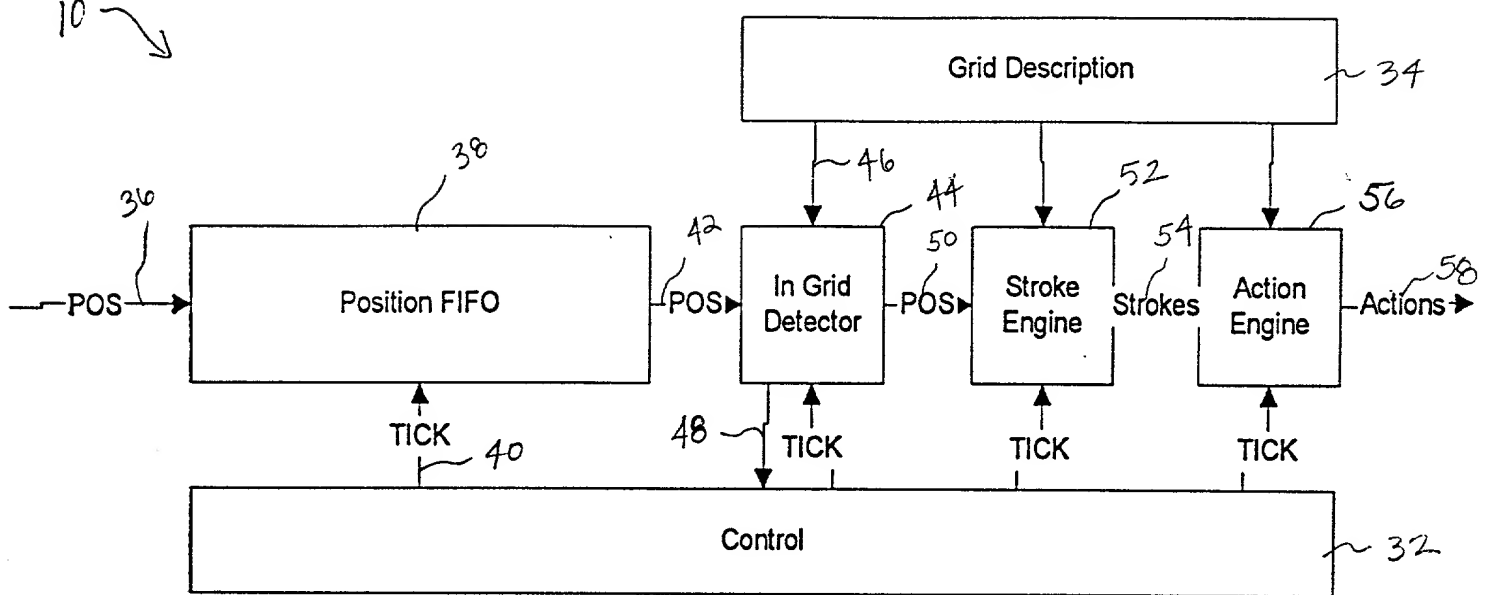 10
Grid Description
34
38
46
44
52
56
36
42
50
54
58
POS
Position FIFO
POS
In Grid
Detector
POS
Stroke
Engine
Strokes
Action
Engine
Actions
TICK
40
48
TICK
TICK
TICK
Control
32